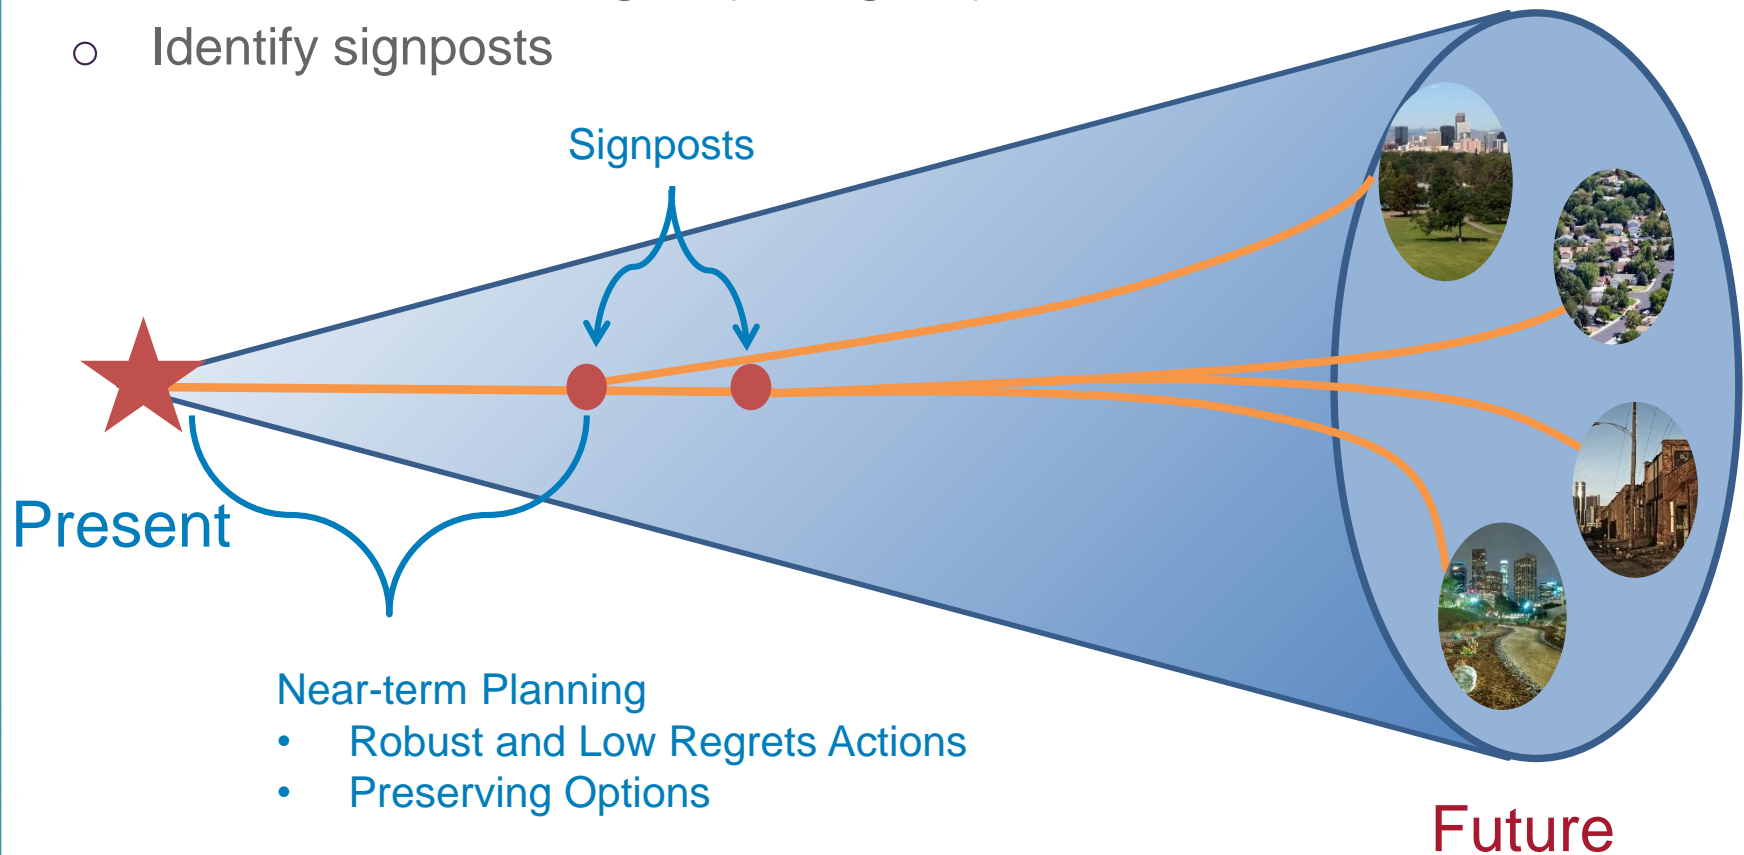 o Identify signposts
Signposts
Present
Near-term Planning
• Robust and Low Regrets Actions
• Preserving Options
Future